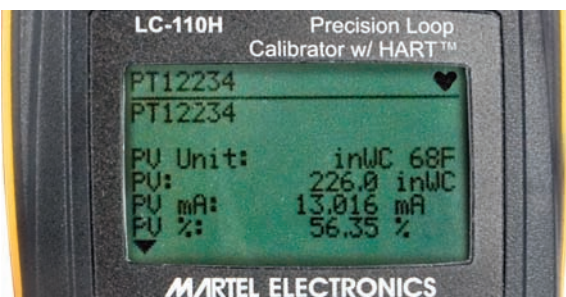 LC-110H Precision Loop
Calibrator w/ HART™
PT12234
PT12234
PV Unit: inWC 68F
PV: 226.0 inWC
PV mA: 13.016 mA
PV %: 56.35 %
MARTEL ELECTRONICS